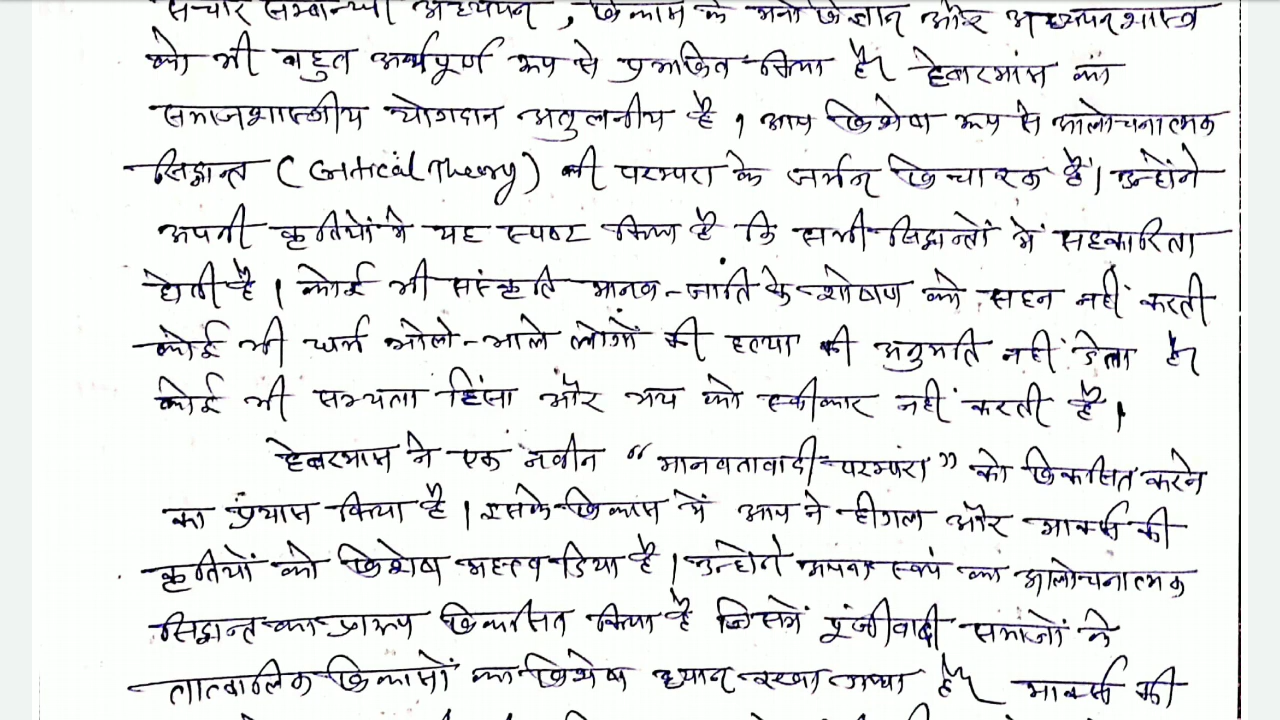 संचार सम्बन्धी अध्ययन, विकास के मनोविज्ञान और अध्यापनशास्त्र
को भी बहुत अर्थपूर्ण रूप से प्रभावित किया है। हेबरमास का
समाजशास्त्रीय योगदान अतुलनीय है। आप विशेष रूप से आलोचनात्मक
सिद्धान्त (Critical Theory) की परम्परा के जर्मन विचारक हैं। उन्होंने
अपनी कृतियों में यह स्पष्ट किया है कि सभी सिद्धान्तों में सहकारिता
होती है। कोई भी संस्कृति मानव-जाति के शोषण को सहन नहीं करती
कोई भी धर्म भोले-भाले लोगों की हत्या की अनुमति नहीं देता है।
कोई भी सभ्यता हिंसा और भय को स्वीकार नहीं करती है।
हेबरमास ने एक नवीन "मानवतावादी परम्परा" को विकसित करने
का प्रयास किया है। इसके विकास में आप ने हीगल और मार्क्स की
कृतियों को विशेष महत्व दिया है। उन्होंने अपना स्वयं का आलोचनात्मक
सिद्धान्त का प्रारूप विकसित किया है जिसमें पूंजीवादी समाजों के
तात्कालिक विकासों का विशेष ध्यान रखा गया है। मार्क्स की